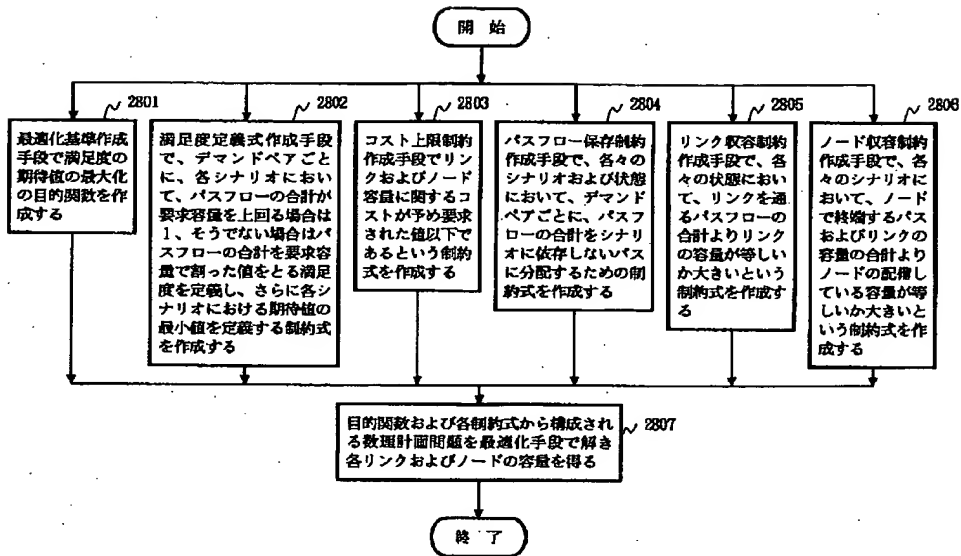 開 始
2801
最適化基準作成
手段で満足度の
期待値の最大化
の目的関数を作
成する
2802
満足度定義式作成手段
で、デマンドペアごと
に、各シナリオにおい
て、パスフローの合計が
要求容量を上回る場合は
1、そうでない場合はパ
スフローの合計を要求容
量で割った値をとる満足
度を定義し、さらに各シ
ナリオにおける期待値の
最小値を定義する制約式
を作成する
2803
コスト上限制約
作成手段でリン
クおよびノード
容量に関するコ
ストが予め要求
された値以下で
あるという制約
式を作成する
2804
パスフロー保存制約
作成手段で、各々の
シナリオおよび状態
において、デマンド
ペアごとに、パスフ
ローの合計をシナリ
オに依存しないパス
に分配するための制
約式を作成する
2805
リンク収容制約
作成手段で、各
々の状態におい
て、リンクを通
るパスフローの
合計よりリンク
の容量が等しい
か大きいという
制約式を作成す
る
2806
ノード収容制約作
成手段で、各々
のシナリオにお
いて、ノードで
終端するパスお
よびリンクの容
量の合計よりノ
ードの配備して
いる容量が等し
いか大きいとい
う制約式を作成
する
目的関数および各制約式から構成され
る数理計画問題を最適化手段で解き
各リンクおよびノードの容量を得る
2807
終 了